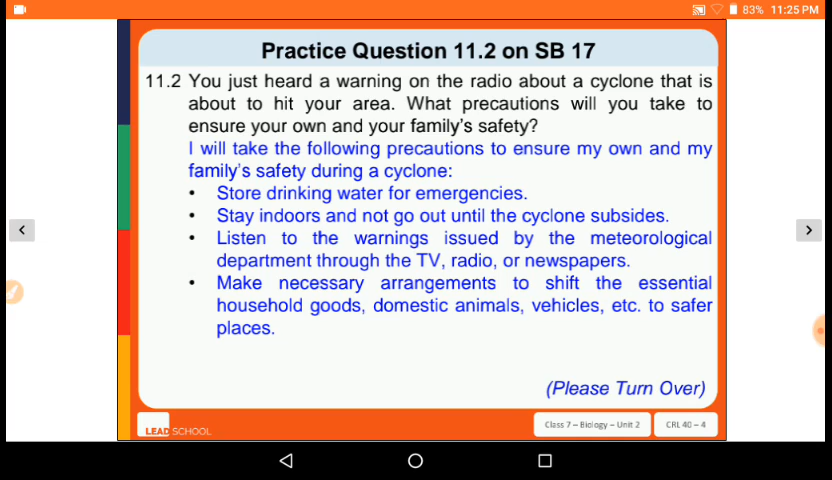 83% 11:25 PM
Practice Question 11.2 on SB 17
11.2 You just heard a warning on the radio about a cyclone that is
about to hit your area. What precautions will you take to
ensure your own and your family's safety?
I will take the following precautions to ensure my own and my
family's safety during a cyclone:
• Store drinking water for emergencies.
• Stay indoors and not go out until the cyclone subsides.
• Listen to the warnings issued by the meteorological
department through the TV, radio, or newspapers.
• Make necessary arrangements to shift the essential
household goods, domestic animals, vehicles, etc. to safer
places.
(Please Turn Over)
LEAD SCHOOL
Class 7 – Biology – Unit 2
CRL 40 – 4